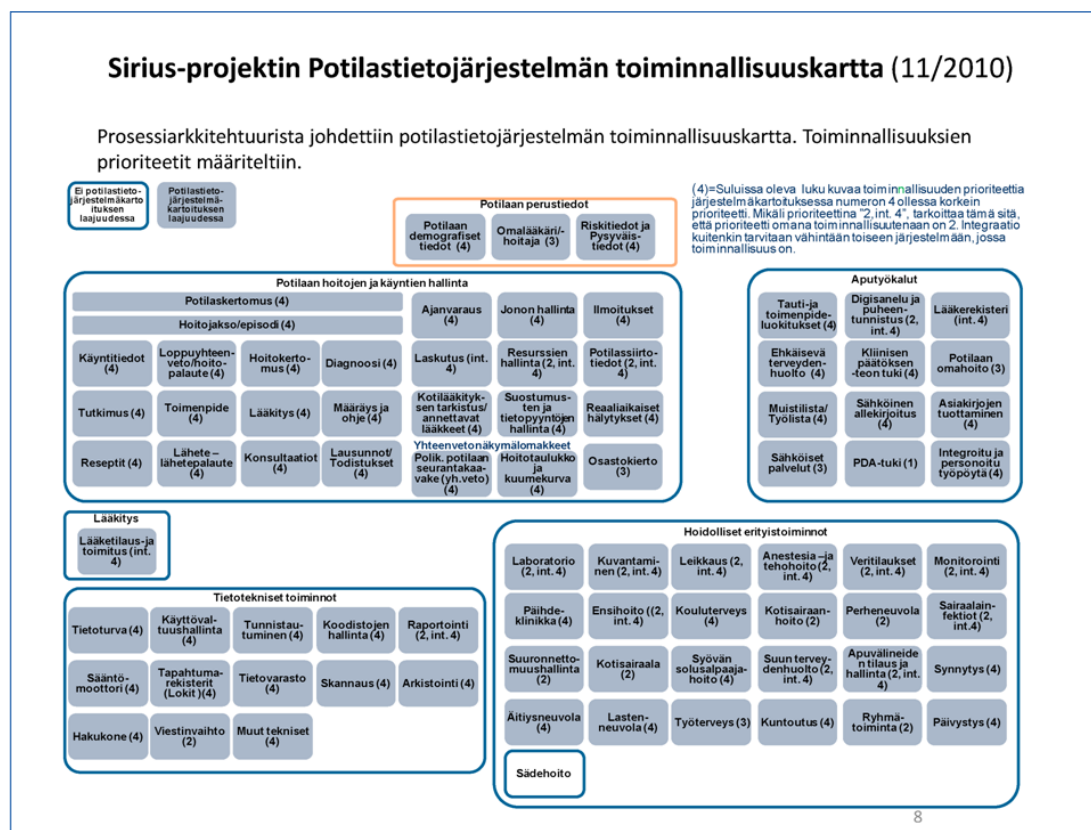 Sirius-projektin Potilastietojärjestelmän toiminnallisuuskartta (11/2010)
Prosessiarkkitehtuurista johdettiin potilastietojärjestelmän toiminnallisuuskartta. Toiminnallisuuksien
prioriteetit määriteltiin.
Ei potilastieto-
järjestelmäkarto
ituksen
laajuudessa
Potilastieto-
järjestelmä-
kartoituksen
laajuudessa
(4)=Suluissa oleva luku kuvaa toiminnallisuuden prioriteettia
järjestelmäkartoituksessa numeron 4 ollessa korkein
prioriteetti. Mikäli prioriteettina "2, int. 4", tarkoittaa tämä sitä,
että prioriteetti omana toiminnallisuutenaan on 2. Integraatio
kuitenkin tarvitaan vähintään toiseen järjestelmään, jossa
toiminnallisuus on.
Potilaan perustiedot
Potilaan
demografiset
tiedot (4)
Omalääkäri/-
hoitaja (3)
Riskitiedot ja
Pysyväis-
tiedot (4)
Potilaan hoitojen ja käyntien hallinta
Potilaskertomus (4)
Hoitojakso/episodi (4)
Ajanvaraus
(4)
Jonon hallinta
(4)
Ilmoitukset
(4)
Käyntitiedot
(4)
Loppuyhteen-
veto/hoito-
palaute (4)
Hoitokerto-
mus (4)
Diagnoosi (4)
Laskutus (int.
4)
Resurssien
hallinta (2, int.
4)
Potilassiirto-
tiedot (2, int.
4)
Tutkimus (4)
Toimenpide
(4)
Lääkitys (4)
Määräys ja
ohje (4)
Kotilääkityk-
sen tarkistus/
annettavat
lääkkeet (4)
Suostumus-
ten ja
tietopyyntöjen
hallinta (4)
Reaaliaikaiset
hälytykset (4)
Reseptit (4)
Lähete –
lähetepalaute
(4)
Konsultaatiot
(4)
Lausunnot/
Todistukset
(4)
Yhteenvetonäkymälomakkeet
Polik. potilaan
seurantakaa-
vake (yh.veto)
(4)
Hoitotaulukko
ja
kuumekurva
(4)
Osastokierto
(3)
Aputyökalut
Tauti-ja
toimenpide-
luokitukset (4)
Digisanelu ja
puheen-
tunnistus (2,
int. 4)
Lääkerekisteri
(int. 4)
Ehkäisevä
terveyden-
huolto (4)
Kliinisen
päätöksen
-teon tuki (4)
Potilaan
omahoito (3)
Muistilista/
Työlista (4)
Sähköinen
allekirjoitus (4)
Asiakirjojen
tuottaminen
(4)
Sähköiset
palvelut (3)
PDA-tuki (1)
Integroitu ja
personoitu
työpöytä (4)
Lääkitys
Lääketilaus-ja
toimitus (int.
4)
Tietotekniset toiminnot
Tietoturva (4)
Käyttöval-
tuushallinta
(4)
Tunnistau-
tuminen (4)
Koodistojen
hallinta (4)
Raportointi
(2, int. 4)
Sääntö-
moottori (4)
Tapahtuma-
rekisterit
(Lokit )(4)
Tietovarasto
(4)
Skannaus (4)
Arkistointi (4)
Hakukone (4)
Viestinvaihto
(2)
Muut tekniset
(4)
Hoidolliset erityistoiminnot
Laboratorio
(2, int. 4)
Kuvantami-
nen (2, int. 4)
Leikkaus (2,
int. 4)
Anestesia –ja
tehohoito (2,
int. 4)
Veritilaukset
(2, int. 4)
Monitorointi
(2, int. 4)
Päihde-
klinikka (4)
Ensihoito ((2,
int. 4)
Kouluterveys
(4)
Kotisairaan-
hoito (2)
Perheneuvola
(2)
Sairaalain-
fektiot (2,
int.4)
Suuronnetto-
muushallinta
(2)
Kotisairaala
(2)
Syövän
solusalpaaja-
hoito (4)
Suun tervey-
denhuolto (2,
int. 4)
Apuvälineide
n tilaus ja
hallinta (2, int.
4)
Synnytys (4)
Äitiysneuvola
(4)
Lasten-
neuvola (4)
Työterveys (3)
Kuntoutus (4)
Ryhmä-
toiminta (2)
Päivystys (4)
Sädehoito
8